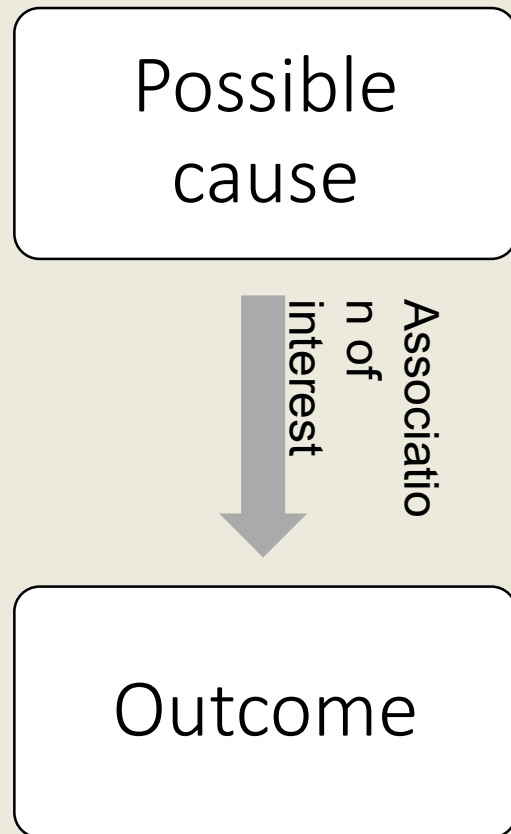 Possible
cause
Associatio
n of
interest
Outcome